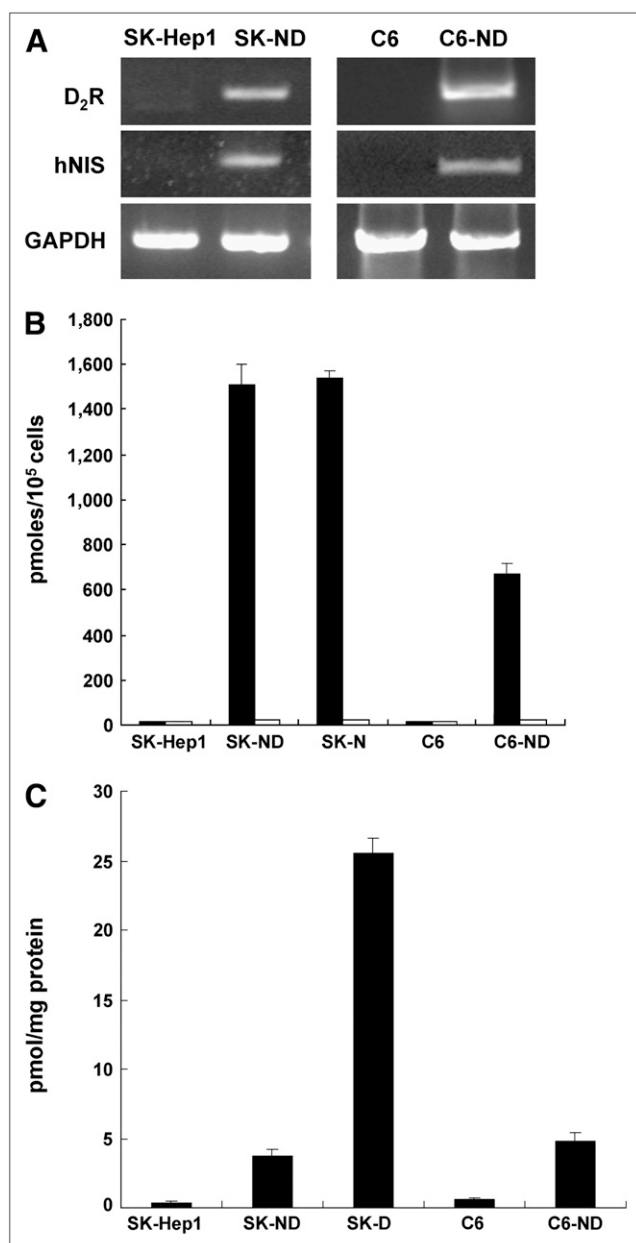 A
SK-Hep1 SK-ND C6 C6-ND
D₂R
hNIS
GAPDH
B
1,800
1,600
1,400
1,200
1,000
800
600
400
200
0
pmoles/10⁵ cells
SK-Hep1 SK-ND SK-N C6 C6-ND
C
30
25
20
15
10
5
0
pmol/mg protein
SK-Hep1 SK-ND SK-D C6 C6-ND